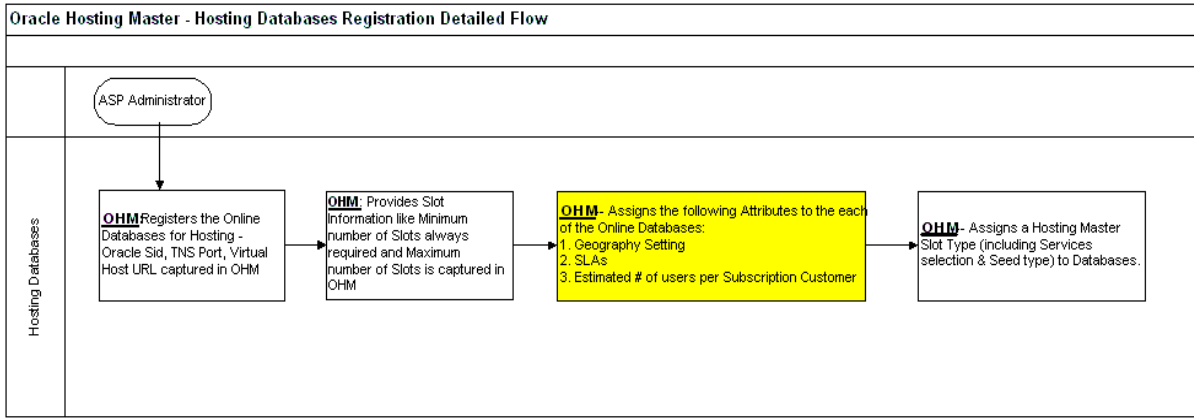 Oracle Hosting Master - Hosting Databases Registration Detailed Flow
ASP Administrator
Hosting Databases
OHM:Registers the Online
Databases for Hosting -
Oracle Sid, TNS Port, Virtual
Host URL captured in OHM
OHM: Provides Slot
Information like Minimum
number of Slots always
required and Maximum
number of Slots is captured in
OHM
OHM- Assigns the following Attributes to the each
of the Online Databases:
1. Geography Setting
2. SLAs
3. Estimated # of users per Subscription Customer
OHM- Assigns a Hosting Master
Slot Type (including Services
selection & Seed type) to Databases.